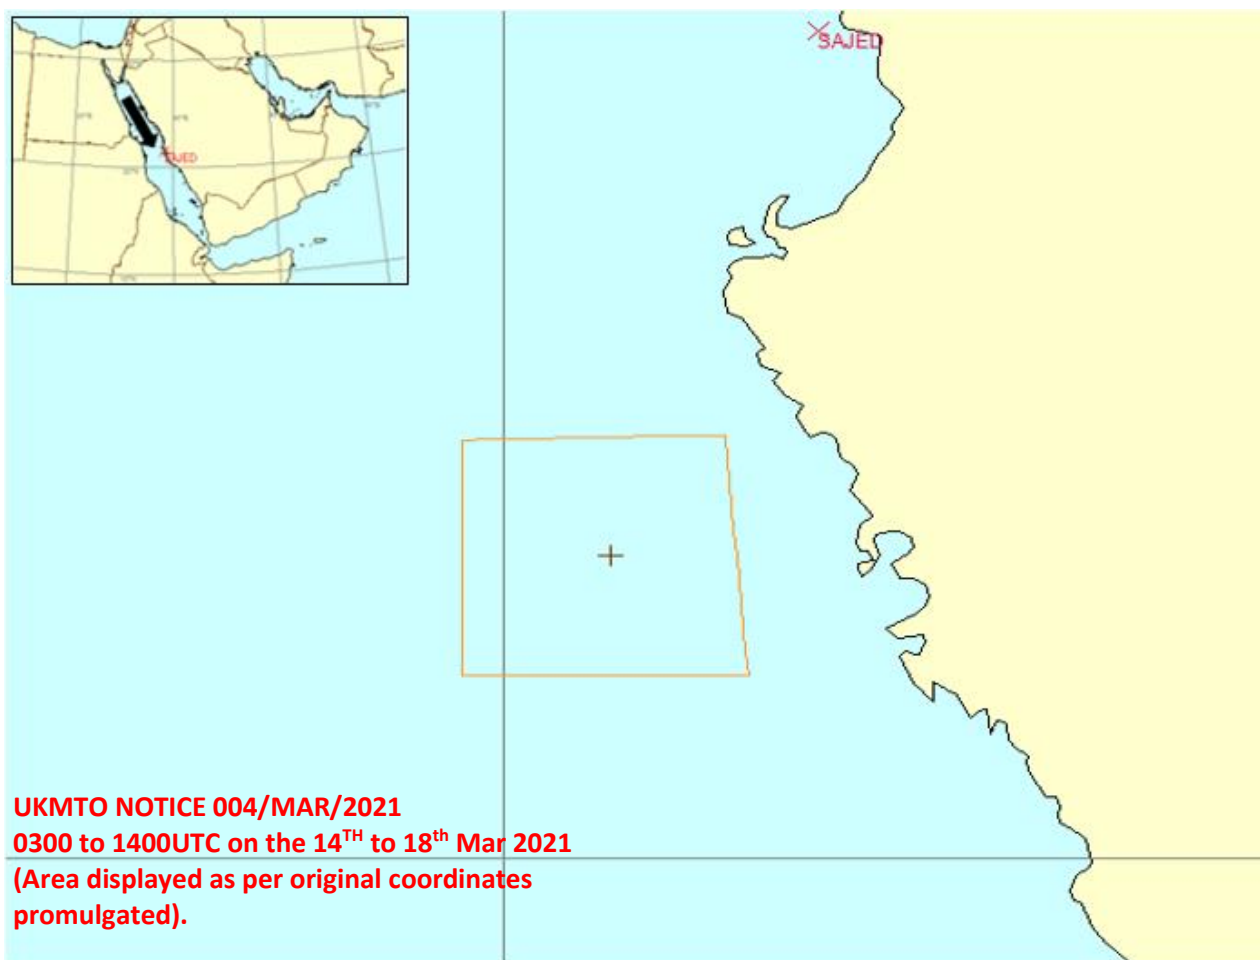 SAJED
SAJED
UKMTO NOTICE 004/MAR/2021
0300 to 1400UTC on the 14TH to 18th Mar 2021
(Area displayed as per original coordinates
promulgated).